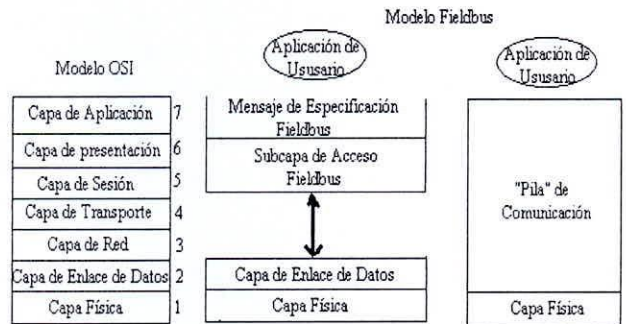 Modelo Fieldbus
Modelo OSI
Capa de Aplicación 7
Capa de presentación 6
Capa de Sesión 5
Capa de Transporte 4
Capa de Red 3
Capa de Enlace de Datos 2
Capa Física 1
Aplicación de
Ususario
Mensaje de Especificación
Fieldbus
Subcapa de Acceso
Fieldbus
Capa de Enlace de Datos
Capa Física
Aplicación de
Ususario
"Pila" de
Comunicación
Capa Física